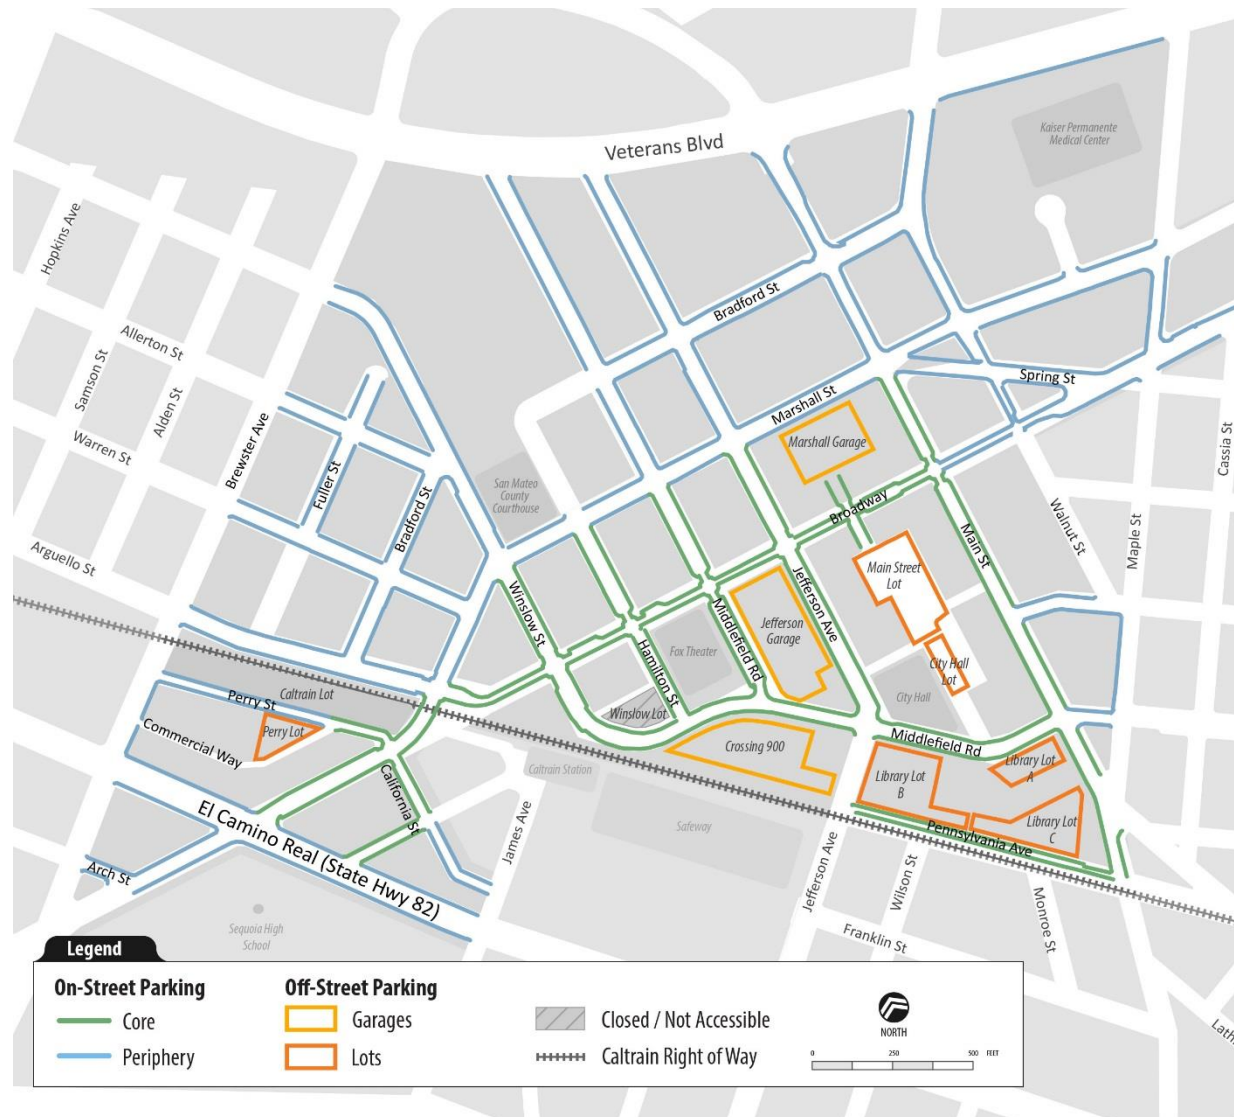 Veterans Blvd
Kaiser Permanente
Medical Center
Hopkins Ave
Allerton St
Samson St
Alden St
Warren St
Brewster Ave
Fuller St
Bradford St
Arguello St
San Mateo
County
Courthouse
Bradford St
Marshall St
Spring St
Marshall Garage
Broadway
Main St
Walnut St
Maple St
Cassia St
Main Street
Lot
Winslow St
Hamilton St
Fox Theater
Middlefield Rd
Jefferson
Garage
Jefferson Ave
City Hall
Lot
City Hall
Winslow Lot
Caltrain Lot
Perry St
Perry Lot
Commercial Way
California St
El Camino Real (State Hwy 82)
Arch St
Caltrain Station
James Ave
Safeway
Crossing 900
Middlefield Rd
Library Lot
A
Library Lot
B
Library Lot
C
Pennsylvania Ave
Jefferson Ave
Wilson St
Monroe St
Franklin St
Sequoia High
School
Legend
On-Street Parking
Core
Periphery
Off-Street Parking
Garages
Lots
Closed / Not Accessible
Caltrain Right of Way
NORTH
0 250 500 FEET